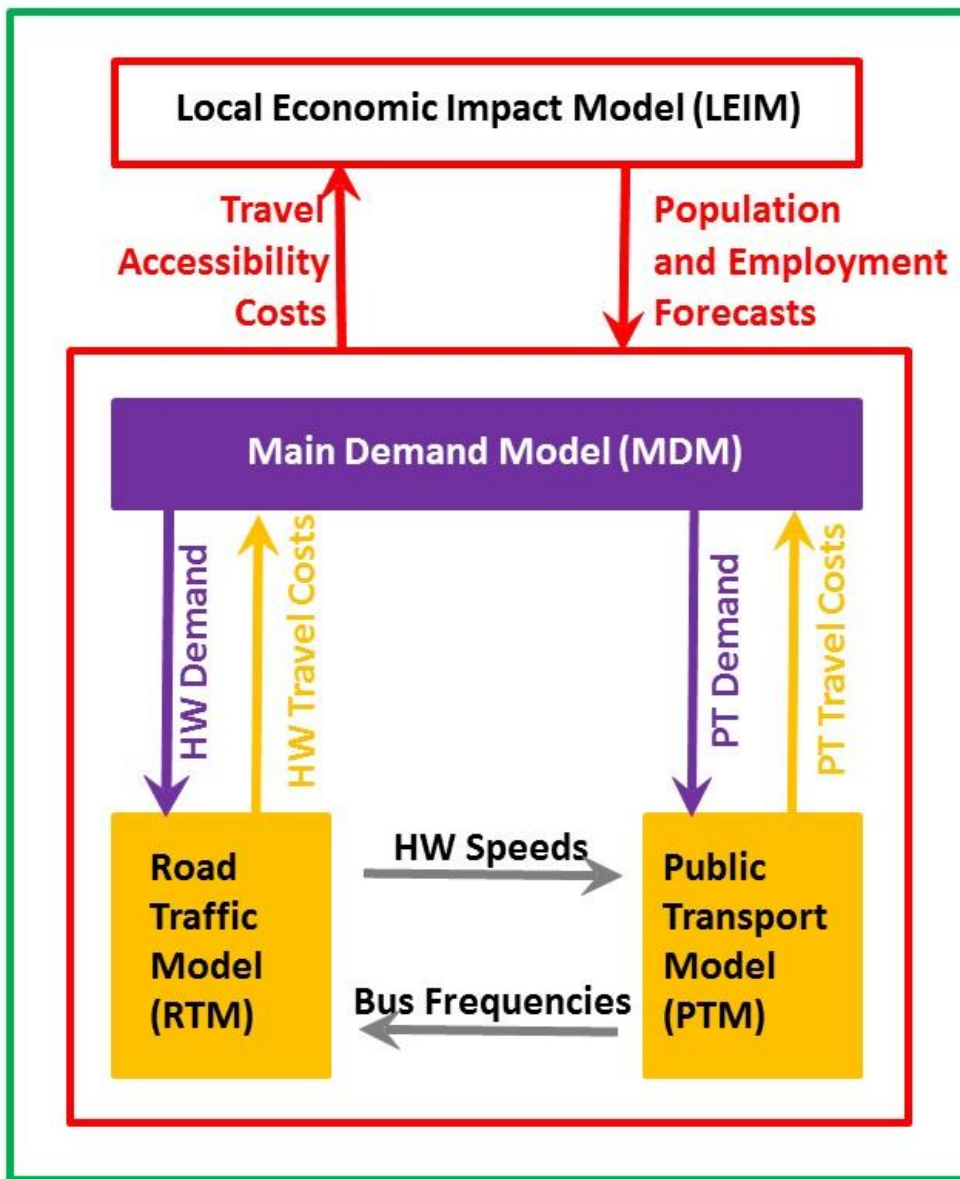 Local Economic Impact Model (LEIM)
Travel
Accessibility
Costs
Population
and Employment
Forecasts
Main Demand Model (MDM)
HW Demand
HW Travel Costs
PT Demand
PT Travel Costs
Road
Traffic
Model
(RTM)
HW Speeds
Bus Frequencies
Public
Transport
Model
(PTM)